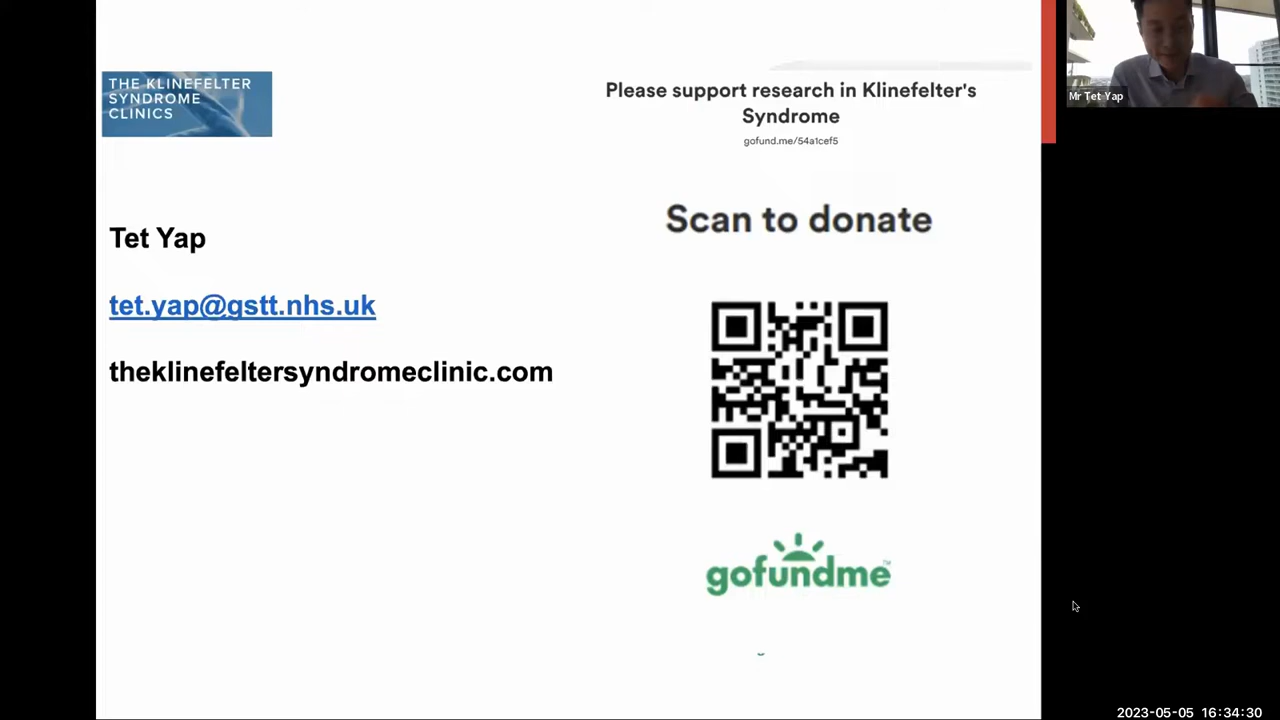 THE KLINEFELTER
SYNDROME
CLINICS
Please support research in Klinefelter's
Syndrome
gofund.me/54a1cef5
Scan to donate
Tet Yap
tet.yap@gstt.nhs.uk
theklinefeltersyndromeclinic.com
gofundme™
Mr Tet Yap
2023-05-05 16:34:30